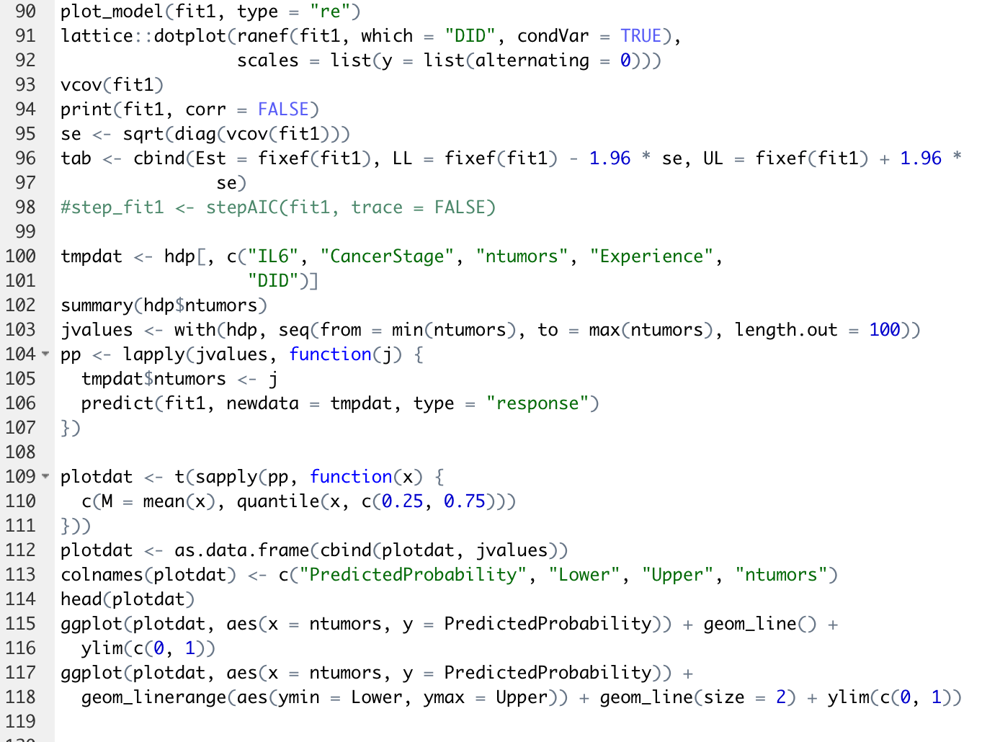 90 plot_model(fit1, type = "re")
91 lattice::dotplot(ranef(fit1, which = "DID", condVar = TRUE),
92                  scales = list(y = list(alternating = 0)))
93 vcov(fit1)
94 print(fit1, corr = FALSE)
95 se <- sqrt(diag(vcov(fit1)))
96 tab <- cbind(Est = fixef(fit1), LL = fixef(fit1) - 1.96 * se, UL = fixef(fit1) + 1.96 *
97                se)
98 #step_fit1 <- stepAIC(fit1, trace = FALSE)
99
100 tmpdat <- hdp[, c("IL6", "CancerStage", "ntumors", "Experience",
101                   "DID")]
102 summary(hdp$ntumors)
103 jvalues <- with(hdp, seq(from = min(ntumors), to = max(ntumors), length.out = 100))
104 pp <- lapply(jvalues, function(j) {
105   tmpdat$ntumors <- j
106   predict(fit1, newdata = tmpdat, type = "response")
107 })
108
109 plotdat <- t(sapply(pp, function(x) {
110   c(M = mean(x), quantile(x, c(0.25, 0.75)))
111 }))
112 plotdat <- as.data.frame(cbind(plotdat, jvalues))
113 colnames(plotdat) <- c("PredictedProbability", "Lower", "Upper", "ntumors")
114 head(plotdat)
115 ggplot(plotdat, aes(x = ntumors, y = PredictedProbability)) + geom_line() +
116   ylim(c(0, 1))
117 ggplot(plotdat, aes(x = ntumors, y = PredictedProbability)) +
118   geom_linerange(aes(ymin = Lower, ymax = Upper)) + geom_line(size = 2) + ylim(c(0, 1))
119